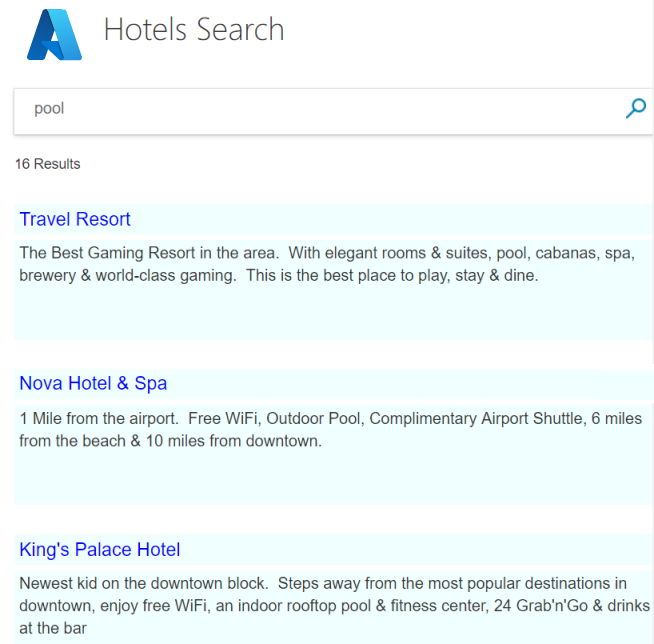 Hotels Search
pool
16 Results
Travel Resort
The Best Gaming Resort in the area.  With elegant rooms & suites, pool, cabanas, spa,
brewery & world-class gaming.  This is the best place to play, stay & dine.
Nova Hotel & Spa
1 Mile from the airport.  Free WiFi, Outdoor Pool, Complimentary Airport Shuttle, 6 miles
from the beach & 10 miles from downtown.
King's Palace Hotel
Newest kid on the downtown block.  Steps away from the most popular destinations in
downtown, enjoy free WiFi, an indoor rooftop pool & fitness center, 24 Grab'n'Go & drinks
at the bar